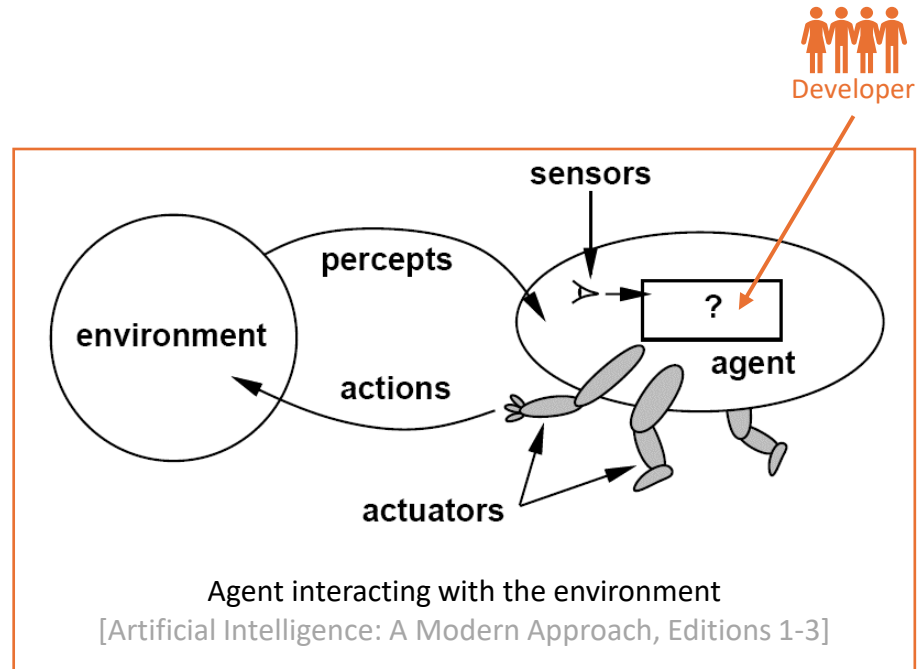 Developer
sensors
percepts
environment
?
agent
actions
actuators
Agent interacting with the environment
[Artificial Intelligence: A Modern Approach, Editions 1-3]